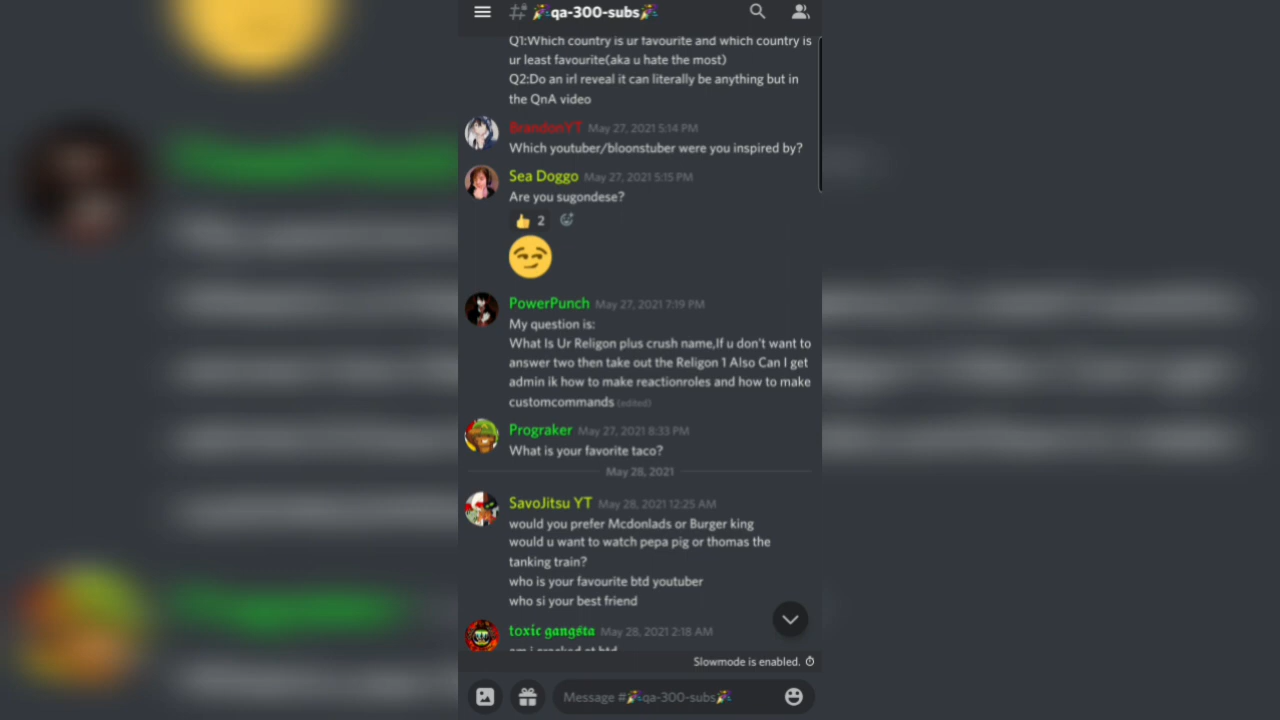 qa-300-subs
Q1:Which country is ur favourite and which country is
ur least favourite(aka u hate the most)
Q2:Do an irl reveal it can literally be anything but in
the QnA video
BrandonYT May 27, 2021 5:14 PM
Which youtuber/bloonstuber were you inspired by?
Sea Doggo May 27, 2021 5:15 PM
Are you sugondese?
2
PowerPunch May 27, 2021 7:19 PM
My question is:
What Is Ur Religon plus crush name,If u don't want to
answer two then take out the Religon 1 Also Can I get
admin ik how to make reactionroles and how to make
customcommands (edited)
Prograker May 27, 2021 8:33 PM
What is your favorite taco?
May 28, 2021
SavoJitsu YT May 28, 2021 12:25 AM
would you prefer Mcdonlads or Burger king
would u want to watch pepa pig or thomas the
tanking train?
who is your favourite btd youtuber
who si your best friend
toxic gangsta May 28, 2021 2:18 AM
am i cracked at btd
Slowmode is enabled.
Message #qa-300-subs